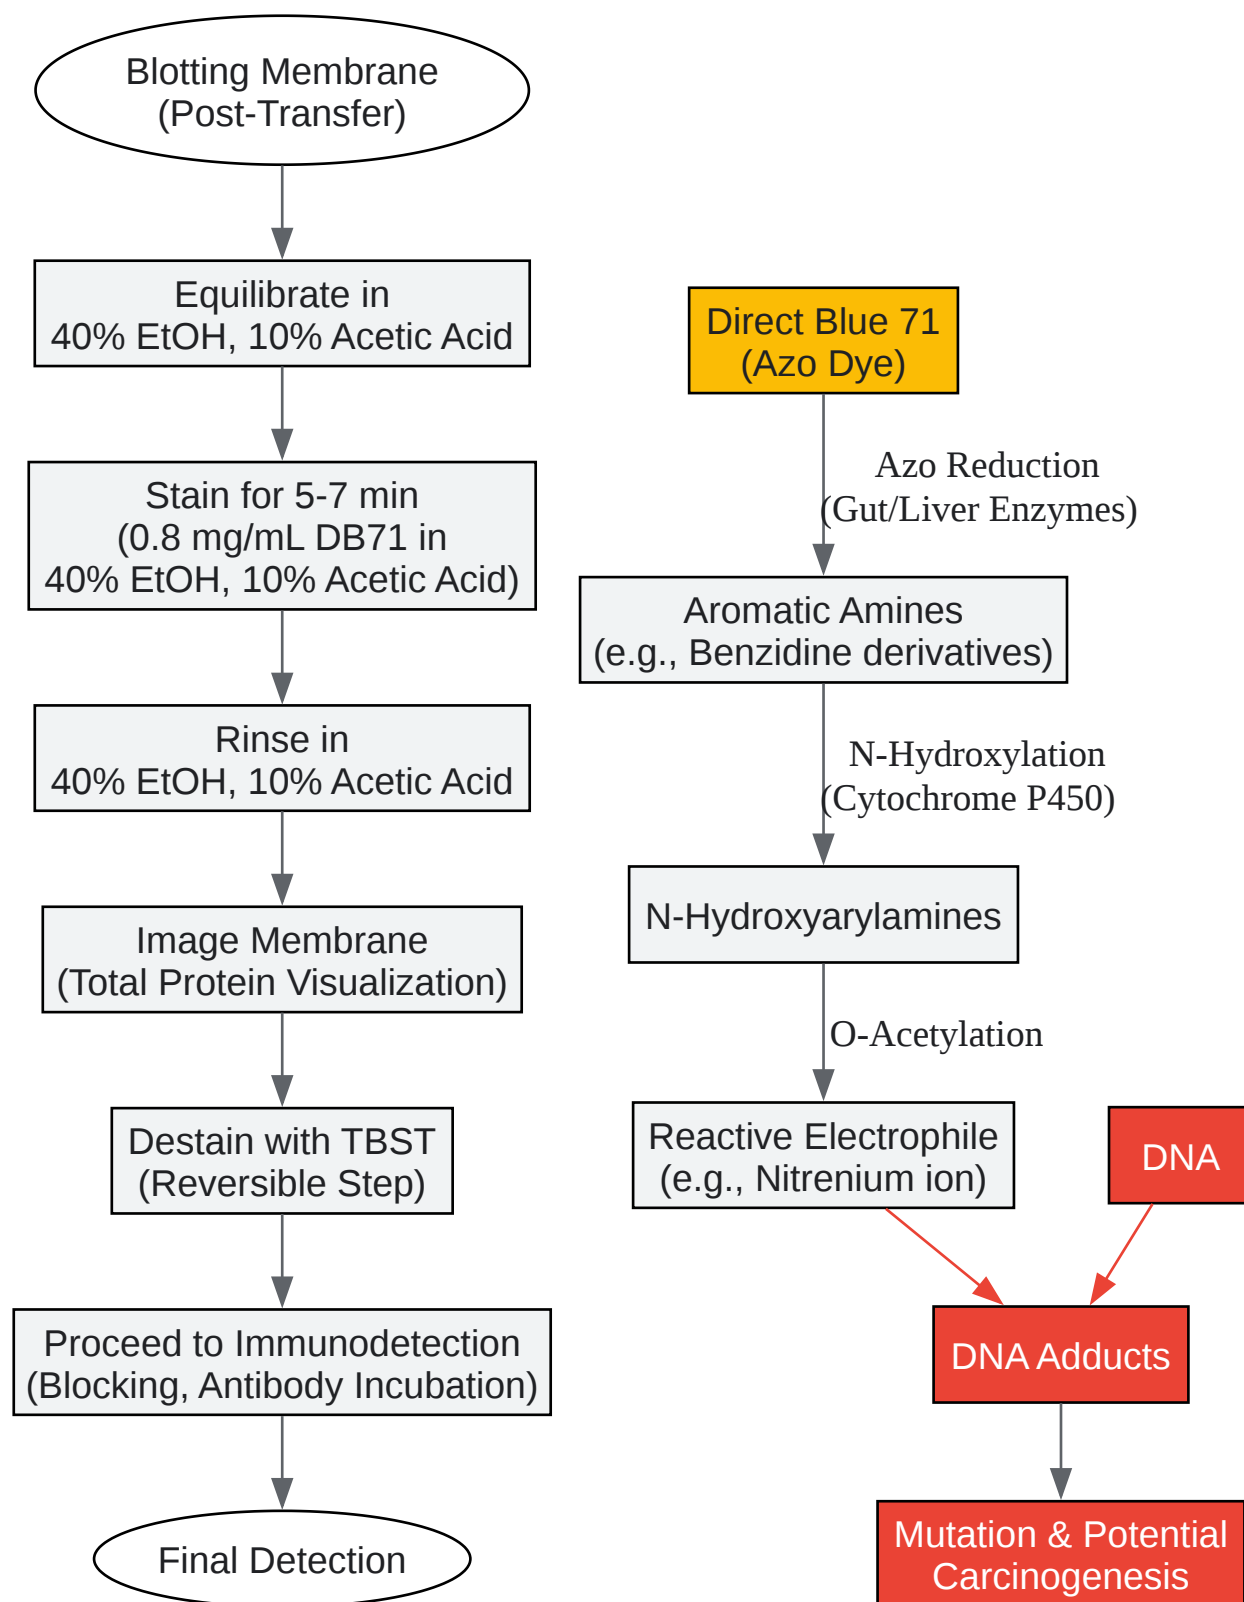 Blotting Membrane
(Post-Transfer)
Equilibrate in
40% EtOH, 10% Acetic Acid
Stain for 5-7 min
(0.8 mg/mL DB71 in
40% EtOH, 10% Acetic Acid)
Rinse in
40% EtOH, 10% Acetic Acid
Image Membrane
(Total Protein Visualization)
Destain with TBST
(Reversible Step)
Proceed to Immunodetection
(Blocking, Antibody Incubation)
Final Detection
Direct Blue 71
(Azo Dye)
Azo Reduction
(Gut/Liver Enzymes)
Aromatic Amines
(e.g., Benzidine derivatives)
N-Hydroxylation
(Cytochrome P450)
N-Hydroxyarylamines
O-Acetylation
Reactive Electrophile
(e.g., Nitrenium ion)
DNA
DNA Adducts
Mutation & Potential
Carcinogenesis